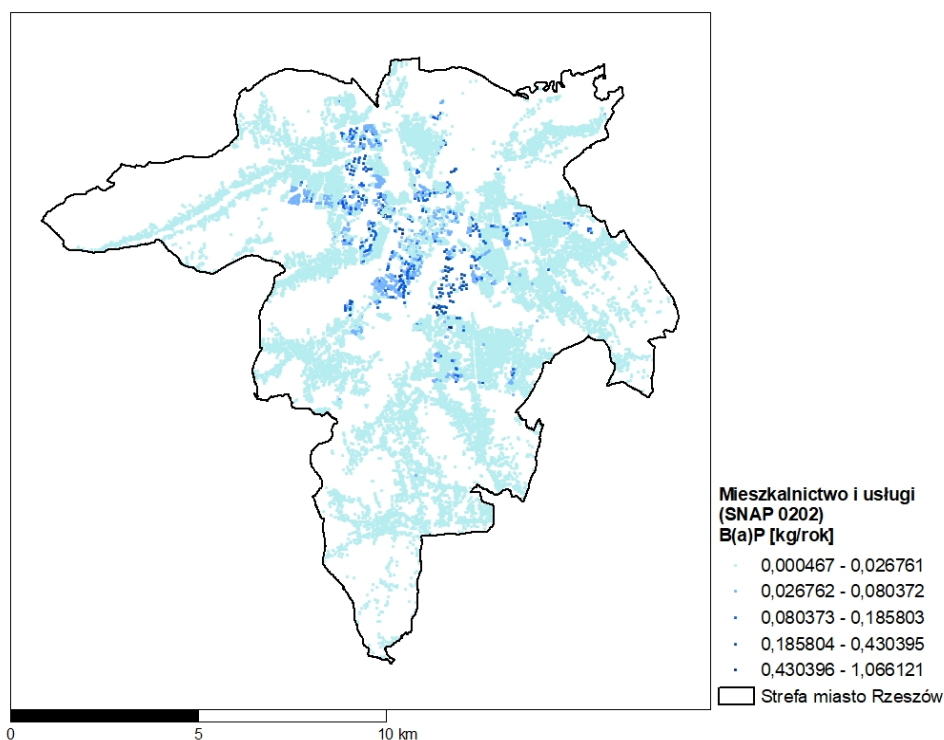 Mieszkalnictwo i usługi
(SNAP 0202)
B(a)P [kg/rok]
0,000467 - 0,026761
0,026762 - 0,080372
0,080373 - 0,185803
0,185804 - 0,430395
0,430396 - 1,066121
Strefa miasto Rzeszów
0 5 10 km